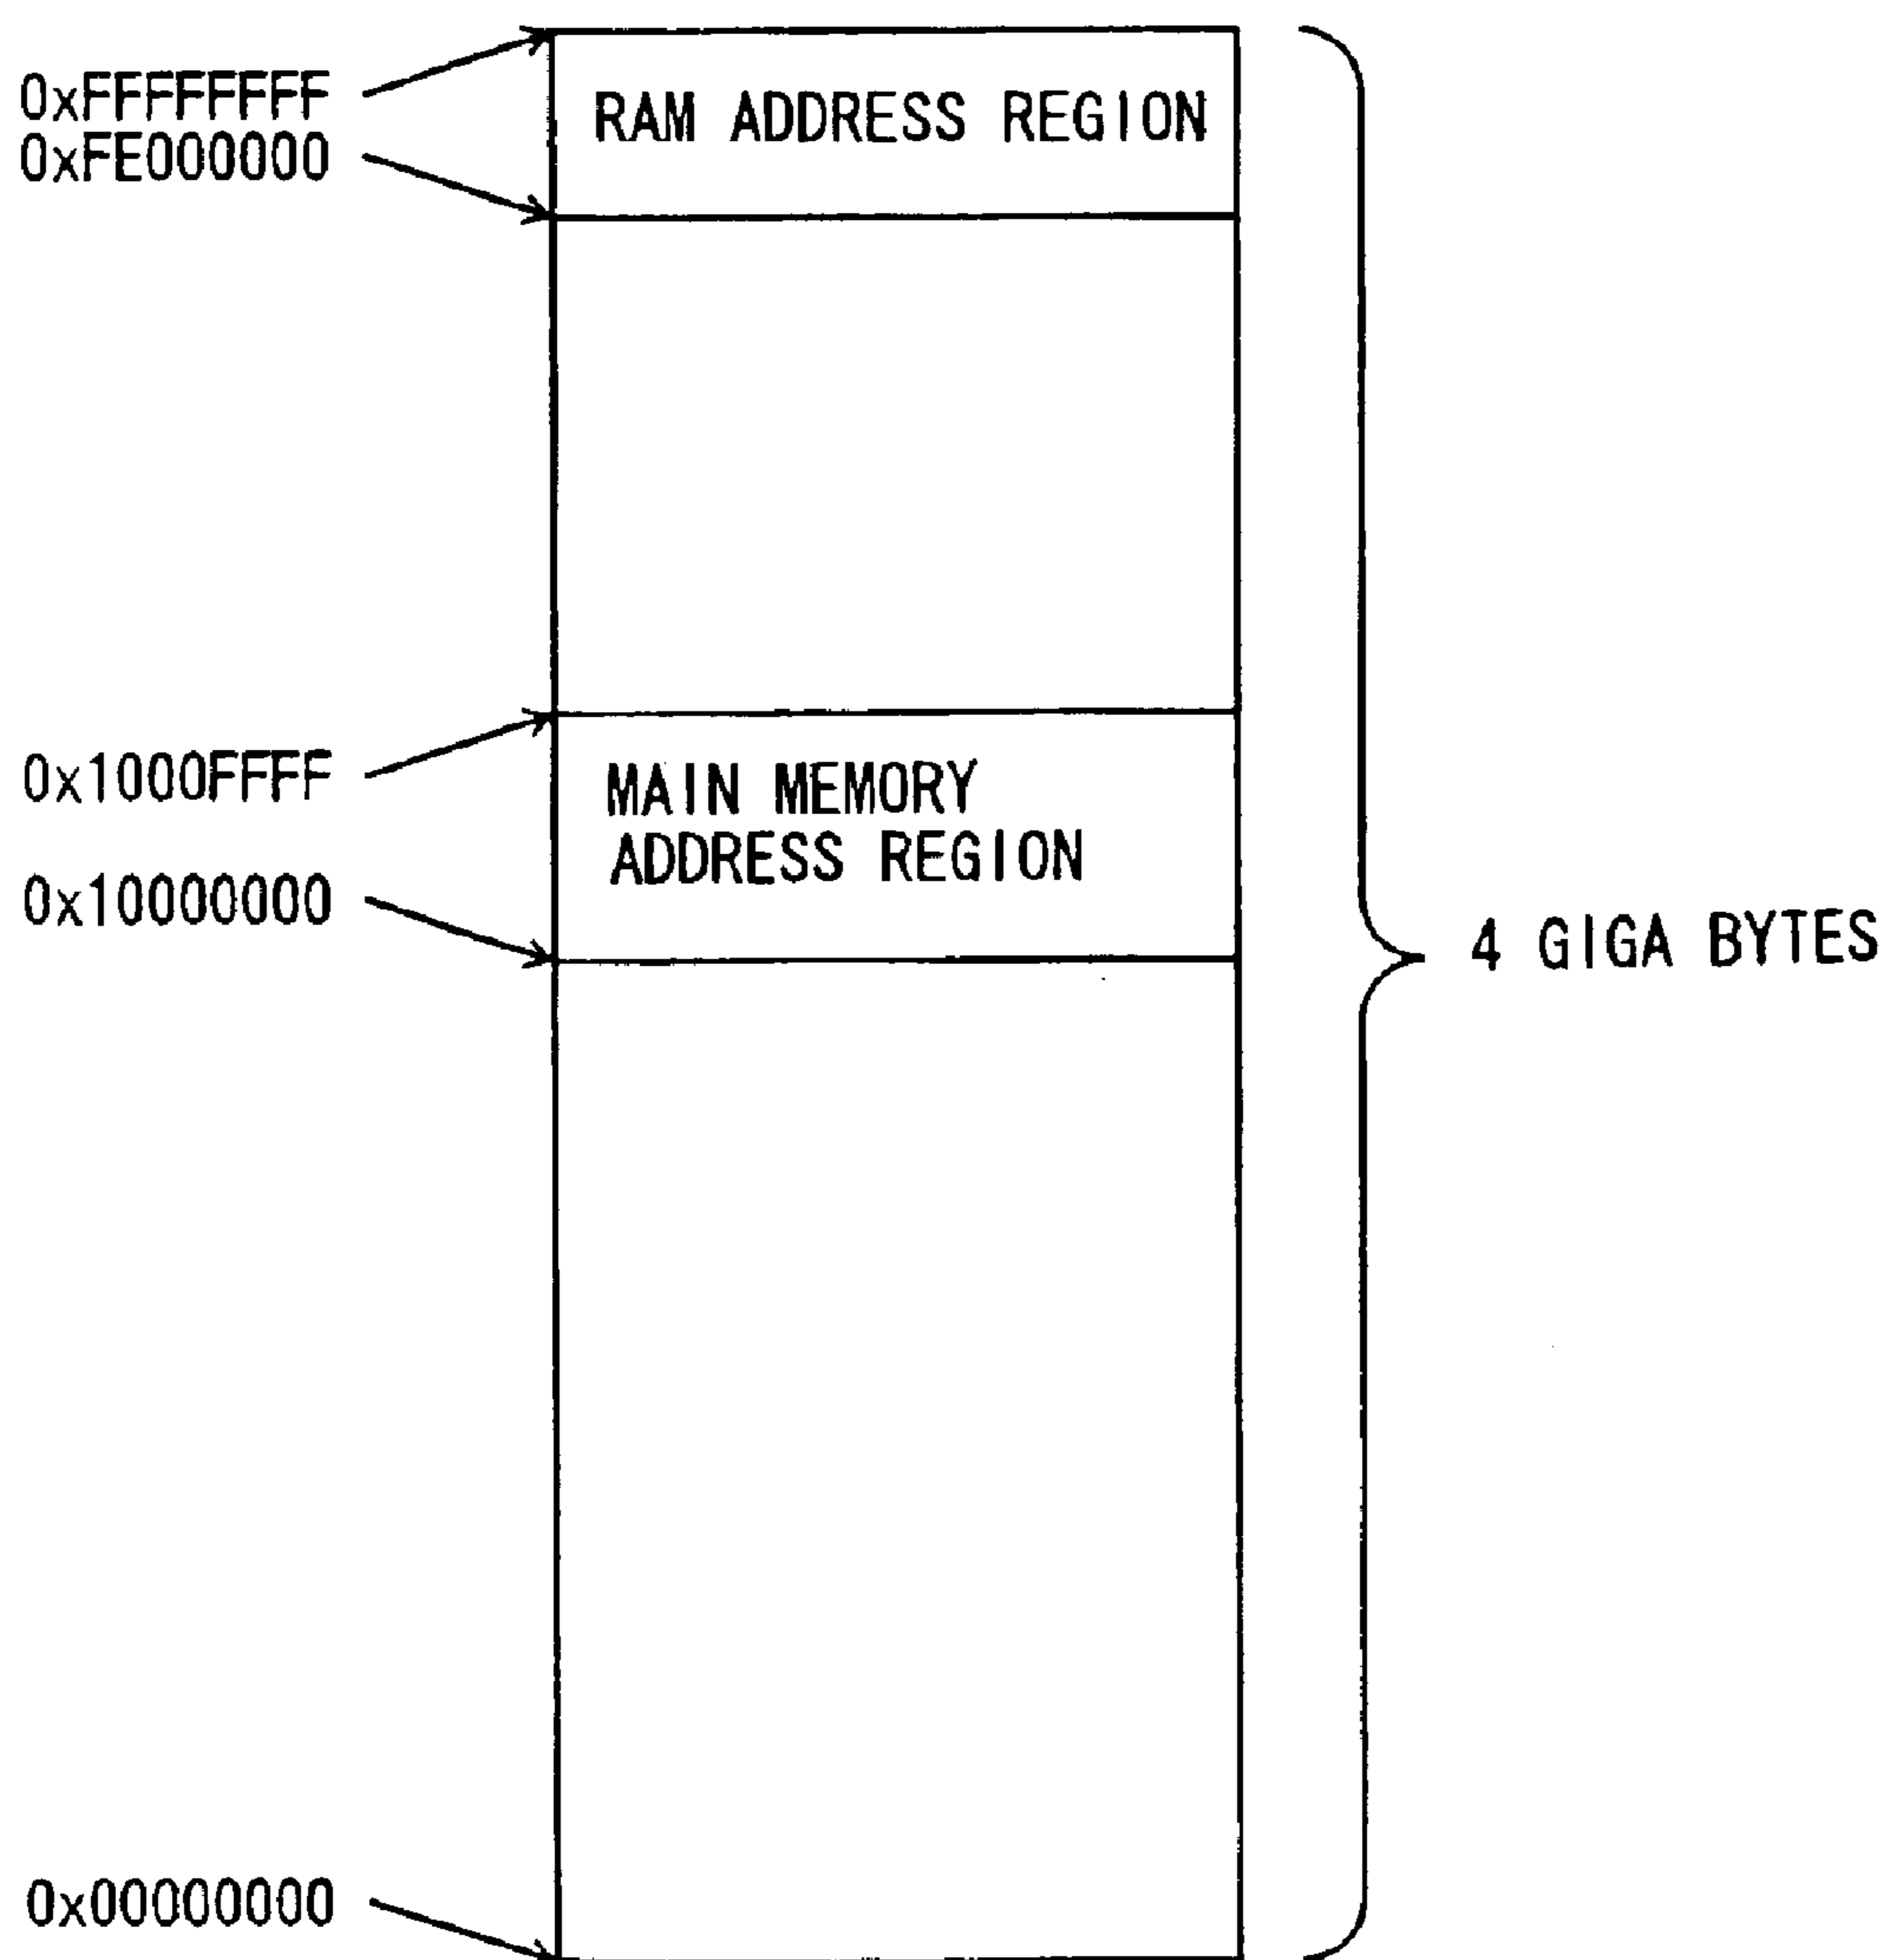 0xFFFFFFFF
0xFE000000
RAM ADDRESS REGION
0x1000FFFF
MAIN MEMORY
ADDRESS REGION
0x10000000
4 GIGA BYTES
0x00000000